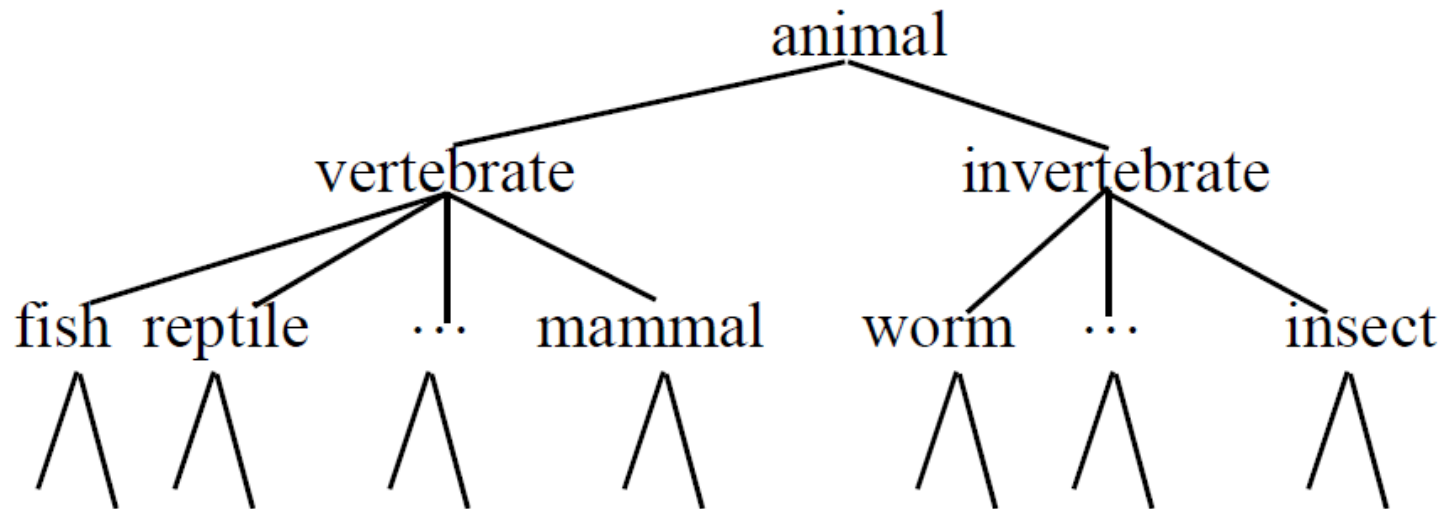 animal
vertebrate invertebrate
fish reptile ... mammal worm ... insect